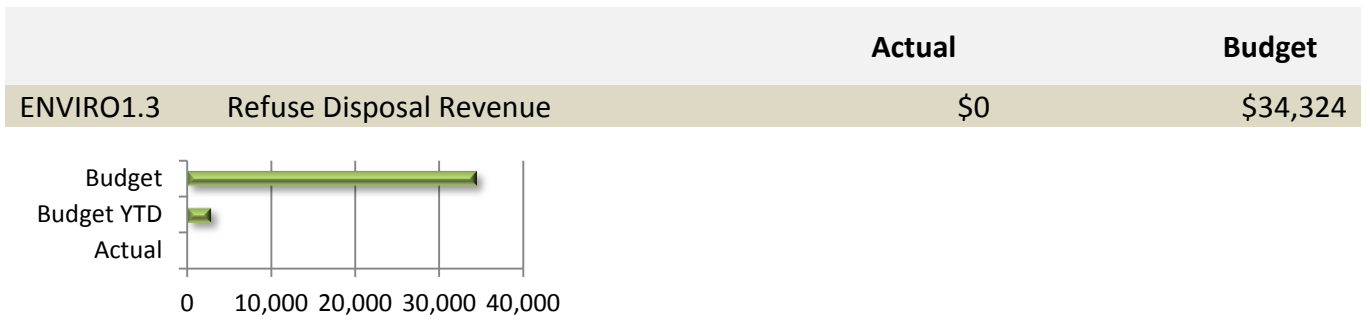 Actual Budget
ENVIRO1.3 Refuse Disposal Revenue $0 $34,324
Budget
Budget YTD
Actual
0 10,000 20,000 30,000 40,000